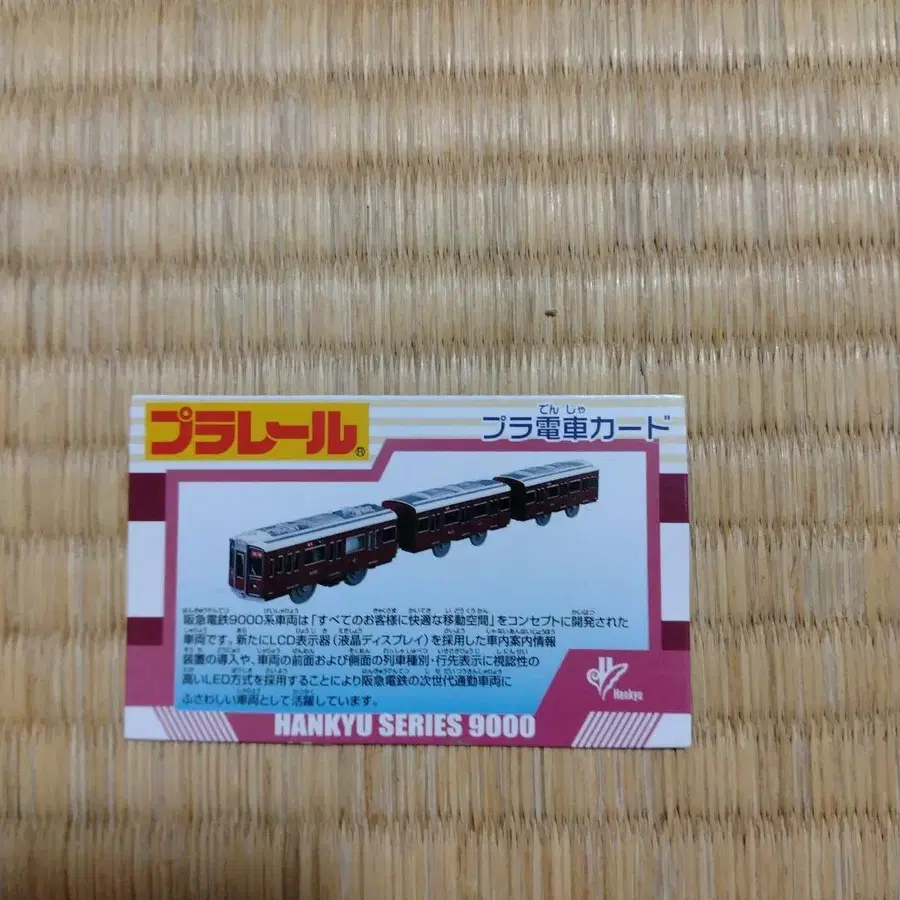 プラレール®
でん しゃ
プラ電車カード
阪急電鉄9000系車両は「すべてのお客様に快適な移動空間」をコンセプトに開発された
車両です。新たにLCD表示器(液晶ディスプレイ)を採用した車内案内情報
装置の導入や、車両の前面および側面の列車種別・行先表示に視認性の
高いLED方式を採用することにより阪急電鉄の次世代通勤車両に
ふさわしい車両として活躍しています。
Hankyu
HANKYU SERIES 9000